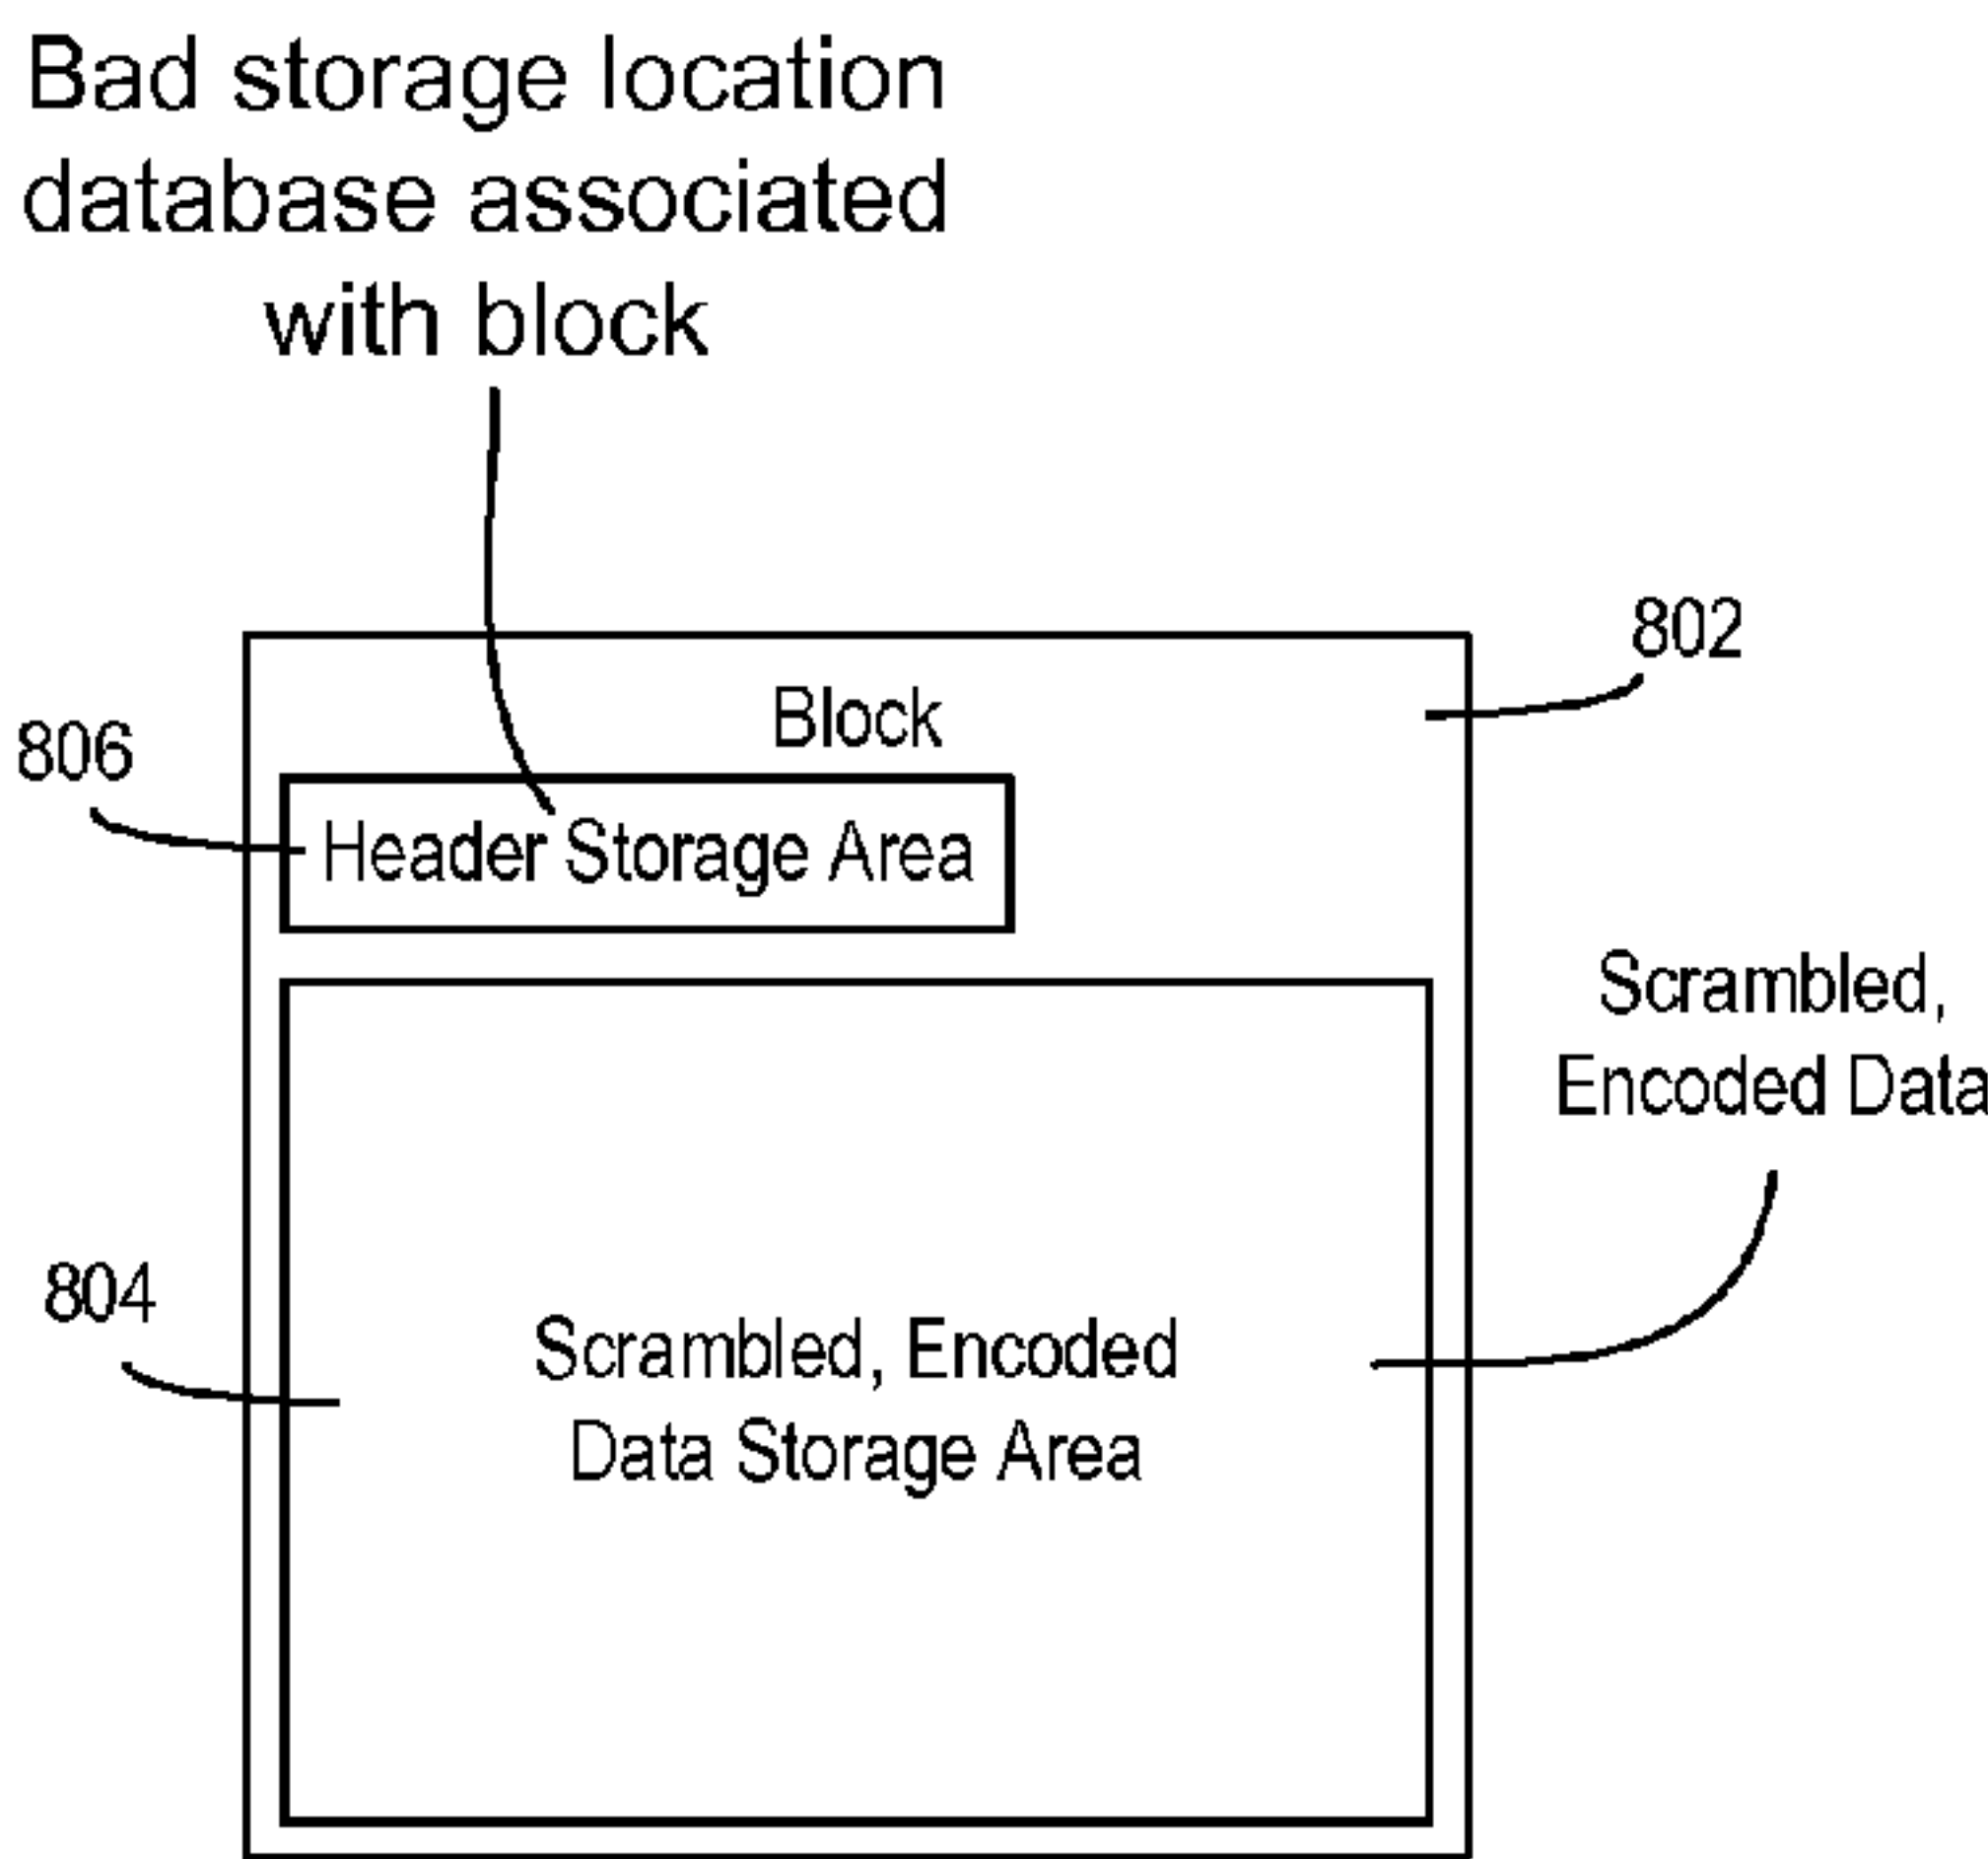 Bad storage location
database associated
with block
802
Block
806
Header Storage Area
Scrambled,
Encoded Data
804
Scrambled, Encoded
Data Storage Area